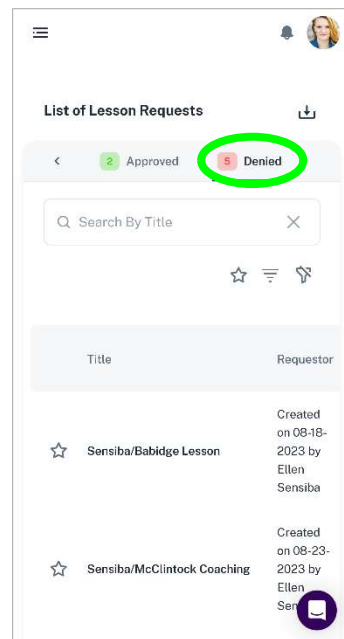 List of Lesson Requests
2 Approved 5 Denied
Search By Title
Title Requestor
Created
on 08-18-
Sensiba/Babidge Lesson 2023 by
Ellen
Sensiba
Created
on 08-23-
Sensiba/McClintock Coaching 2023 by
Ellen